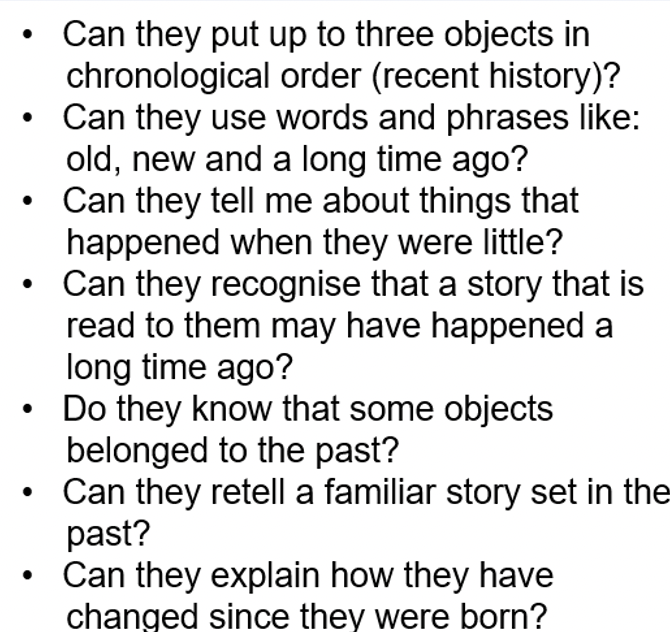 • Can they put up to three objects in
chronological order (recent history)?
• Can they use words and phrases like:
old, new and a long time ago?
• Can they tell me about things that
happened when they were little?
• Can they recognise that a story that is
read to them may have happened a
long time ago?
• Do they know that some objects
belonged to the past?
• Can they retell a familiar story set in the
past?
• Can they explain how they have
changed since they were born?